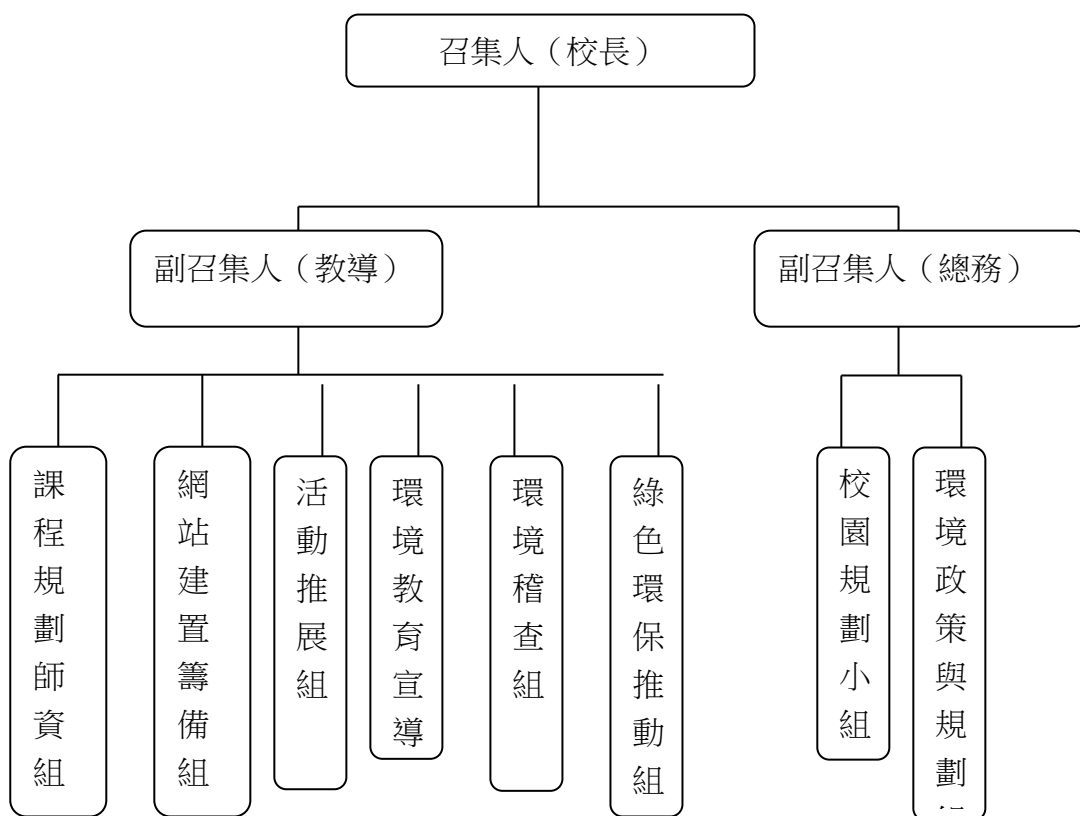 召集人（校長）
副召集人（教導）
副召集人（總務）
課程規劃師資組
網站建置籌備組
活動推展組
環境教育宣導
環境稽查組
綠色環保推動組
校園規劃小組
環境政策與規劃